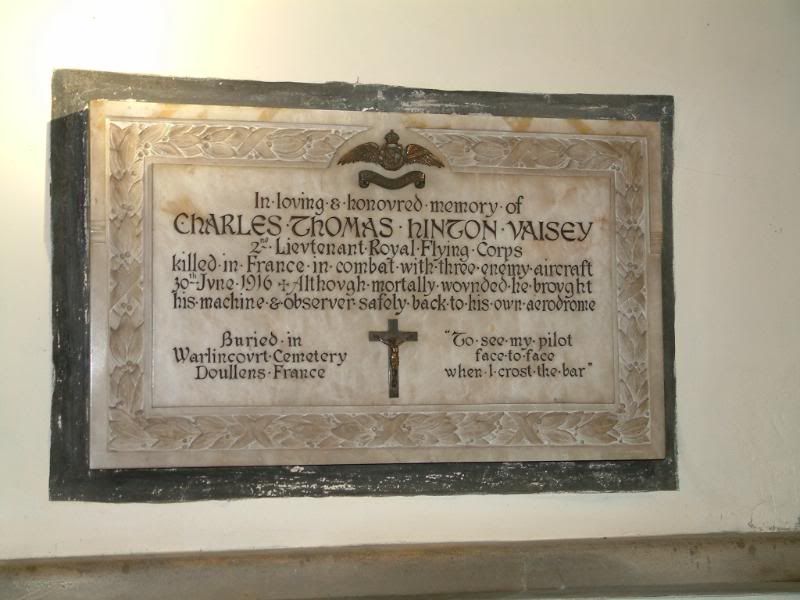 In·loving·&·honovred·memory·of
CHARLES·THOMAS·HINTON·VAISEY
2nd·Lievtenant·Royal·Flying·Corps
killed·in·France·in·combat·with·three·enemy·aircraft
30th·Jvne·1916·+Althovgh·mortally·wovnded·he·brovght
his·machine·&·observer·safely·back·to·his·own·aerodrome
Bvried·in
Warlincovrt·Cemetery
Dovllens·France
"To·see·my·pilot
face·to·face
when·I·crost·the·bar"